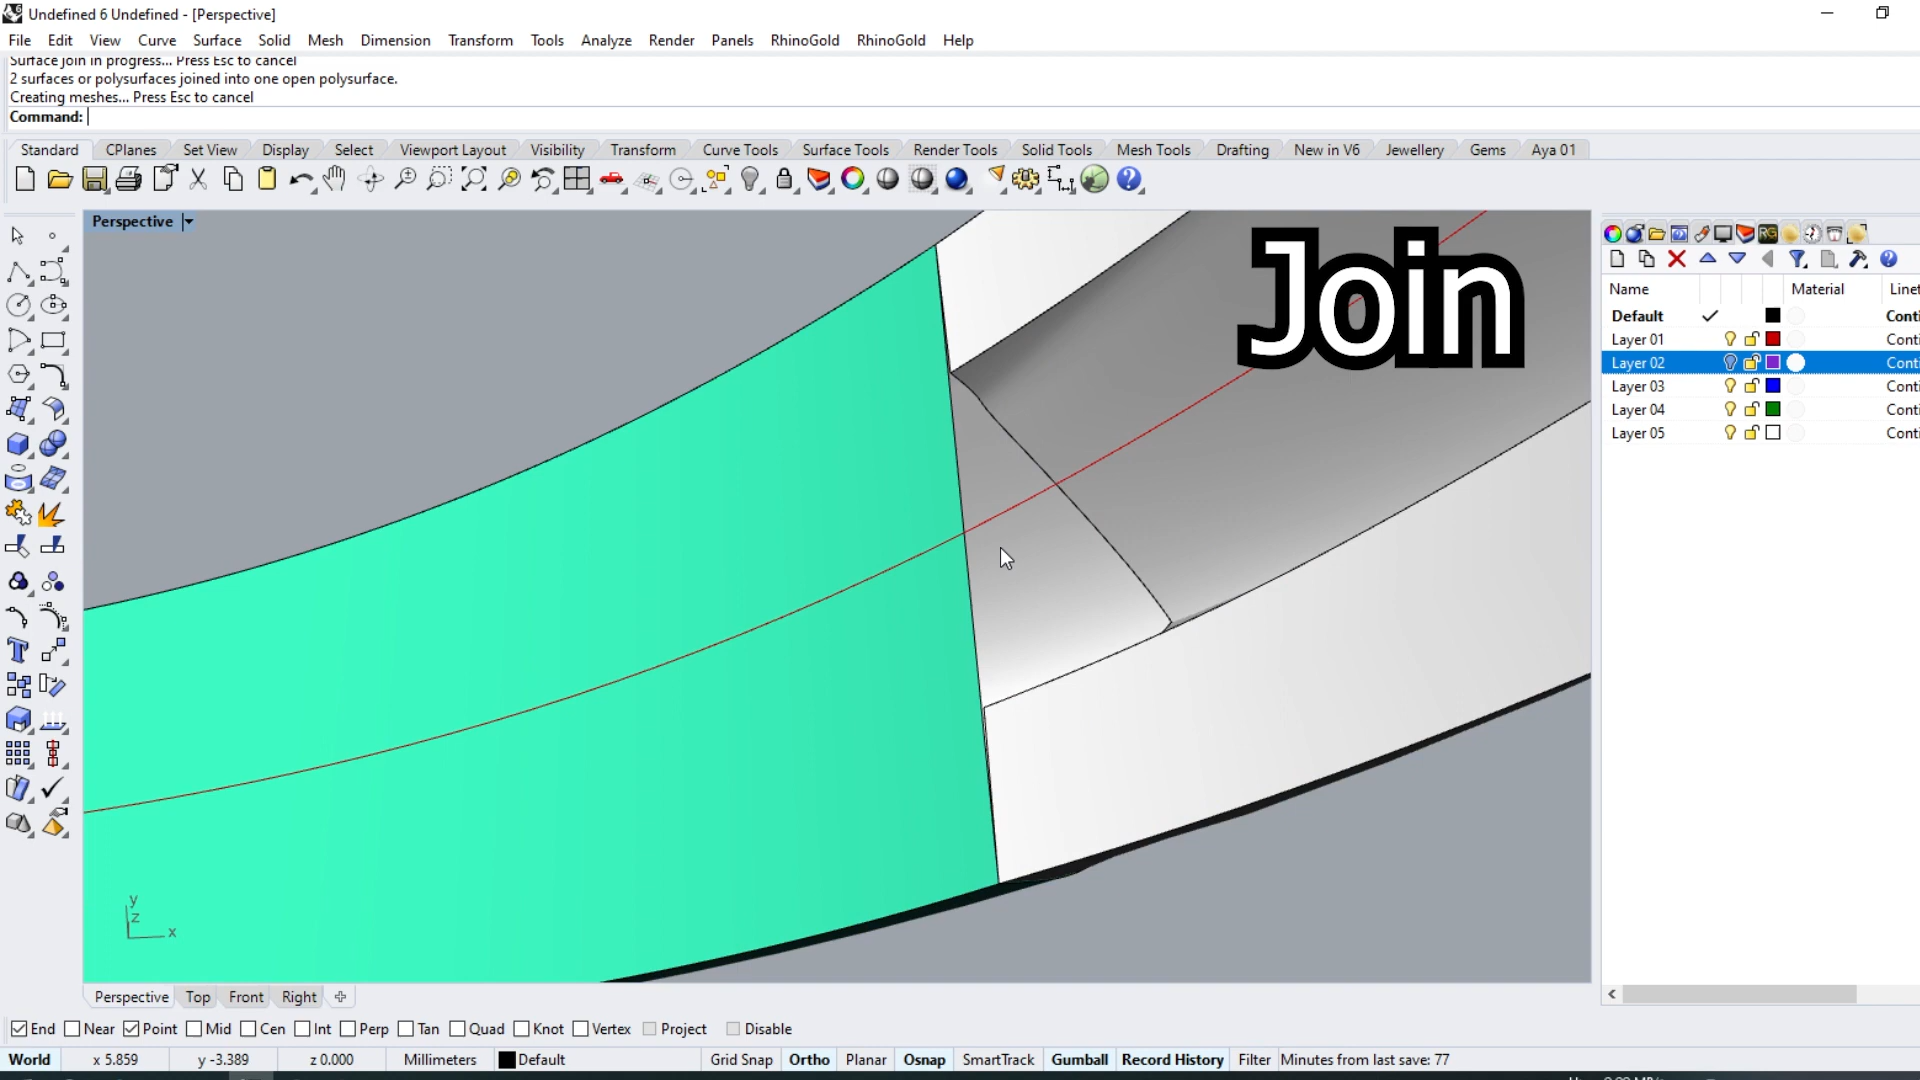 Undefined 6 Undefined - [Perspective]
File Edit View Curve Surface Solid Mesh Dimension Transform Tools Analyze Render Panels RhinoGold RhinoGold Help
Surface join in progress... Press Esc to cancel
2 surfaces or polysurfaces joined into one open polysurface.
Creating meshes... Press Esc to cancel
Command:
Standard CPlanes Set View Display Select Viewport Layout Visibility Transform Curve Tools Surface Tools Render Tools Solid Tools Mesh Tools Drafting New in V6 Jewellery Gems Aya 01
Perspective
Join
Name Material Linet
Default Conti
Layer 01 Conti
Layer 02 Conti
Layer 03 Conti
Layer 04 Conti
Layer 05 Conti
y
z
x
Perspective Top Front Right
End Near Point Mid Cen Int Perp Tan Quad Knot Vertex Project Disable
World x 5.859 y -3.389 z 0.000 Millimeters Default Grid Snap Ortho Planar Osnap SmartTrack Gumball Record History Filter Minutes from last save: 77